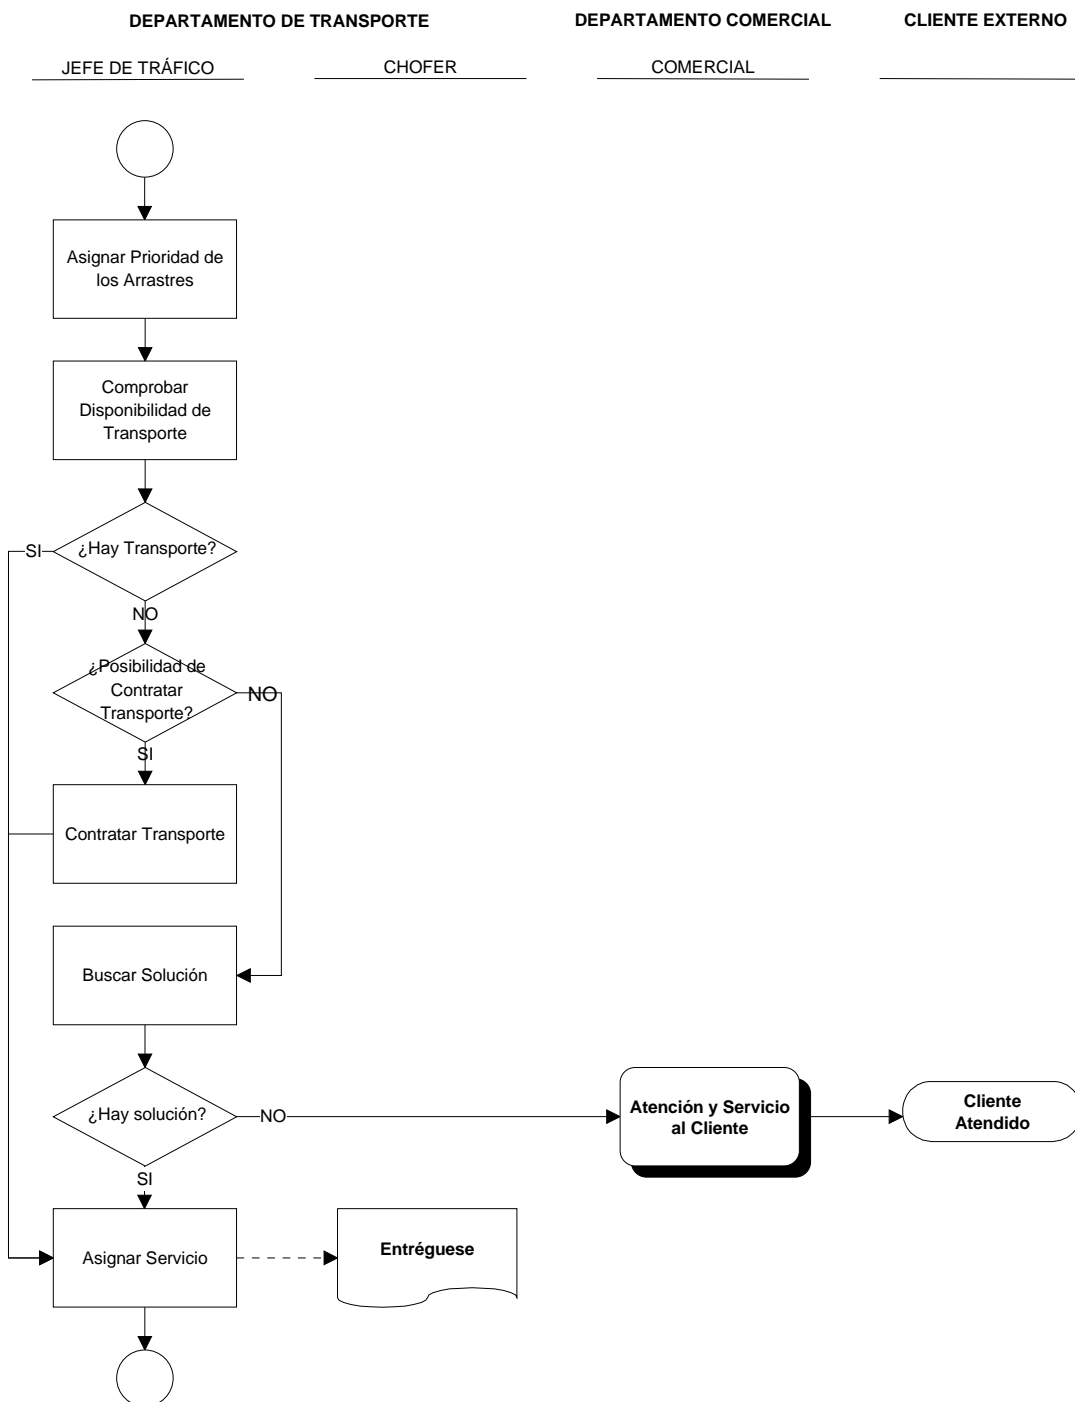 DEPARTAMENTO DE TRANSPORTE
DEPARTAMENTO COMERCIAL
CLIENTE EXTERNO
JEFE DE TRÁFICO
CHOFER
COMERCIAL
Asignar Prioridad de
los Arrastres
Comprobar
Disponibilidad de
Transporte
¿Hay Transporte?
SI
NO
¿Posibilidad de
Contratar
Transporte?
NO
SI
Contratar Transporte
Buscar Solución
¿Hay solución?
NO
Atención y Servicio
al Cliente
Cliente
Atendido
SI
Asignar Servicio
Entréguese